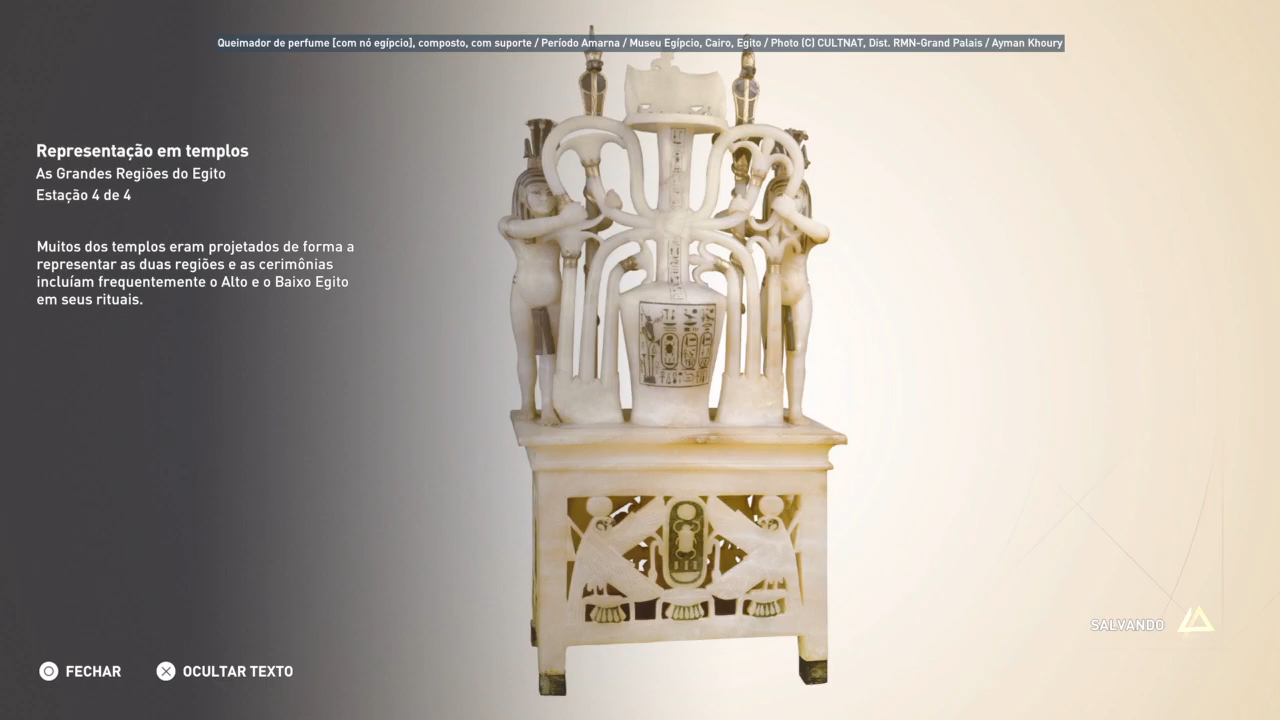 Queimador de perfume [com nó egípcio], composto, com suporte / Período Amarna / Museu Egípcio, Cairo, Egito / Photo (C) CULTNAT, Dist. RMN-Grand Palais / Ayman Khoury
Representação em templos
As Grandes Regiões do Egito
Estação 4 de 4
Muitos dos templos eram projetados de forma a
representar as duas regiões e as cerimônias
incluíam frequentemente o Alto e o Baixo Egito
em seus rituais.
SALVANDO
FECHAR
OCULTAR TEXTO